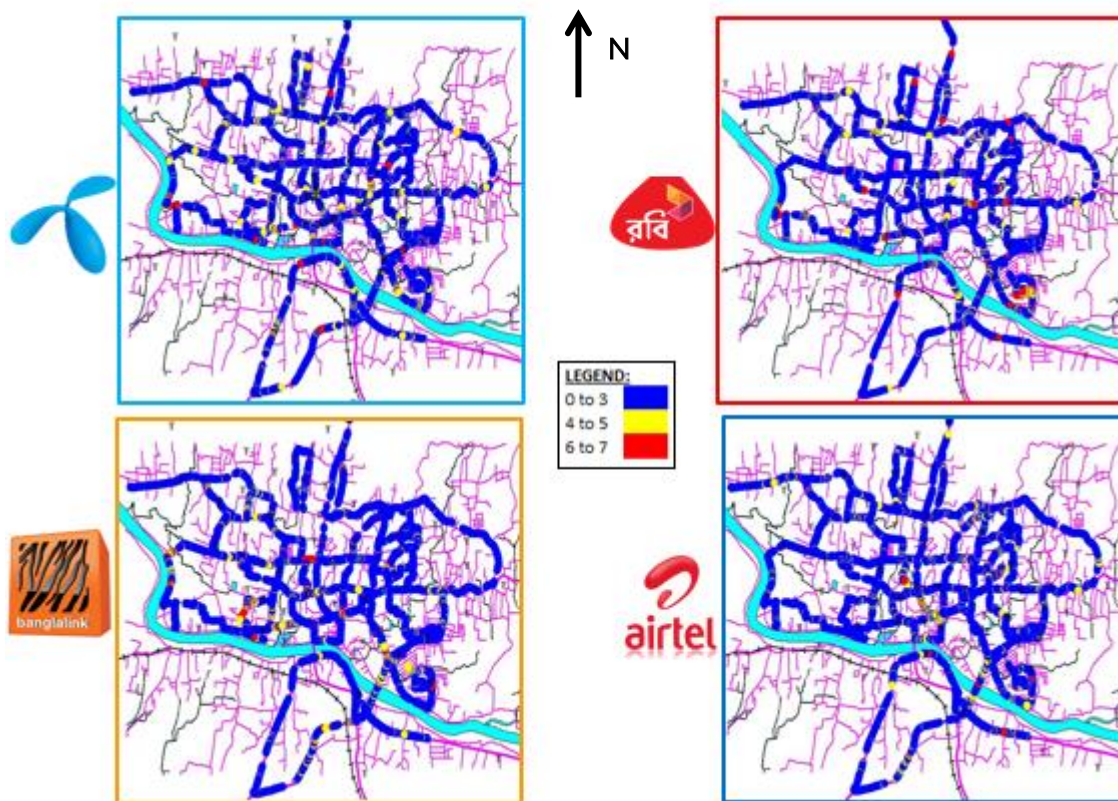 N
রবি
LEGEND:
0 to 3
4 to 5
6 to 7
banglalink
airtel